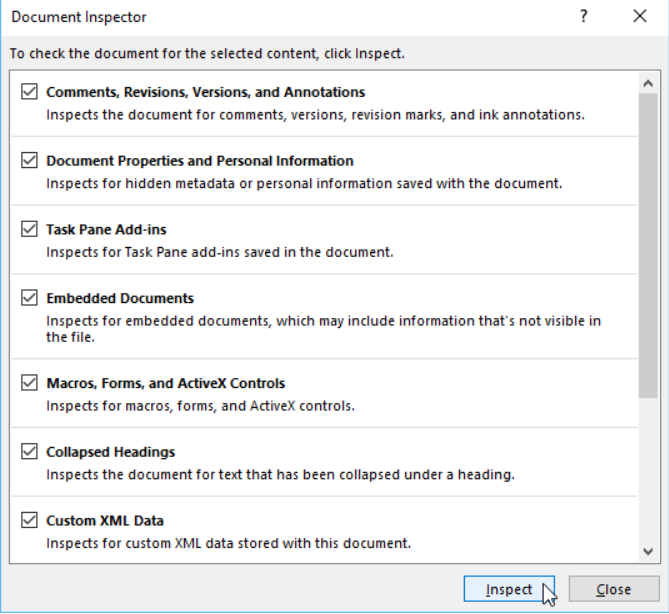 Document Inspector
?
To check the document for the selected content, click Inspect.
Comments, Revisions, Versions, and Annotations
Inspects the document for comments, versions, revision marks, and ink annotations.
Document Properties and Personal Information
Inspects for hidden metadata or personal information saved with the document.
Task Pane Add-ins
Inspects for Task Pane add-ins saved in the document.
Embedded Documents
Inspects for embedded documents, which may include information that's not visible in
the file.
Macros, Forms, and ActiveX Controls
Inspects for macros, forms, and ActiveX controls.
Collapsed Headings
Inspects the document for text that has been collapsed under a heading.
Custom XML Data
Inspects for custom XML data stored with this document.
Inspect
Close